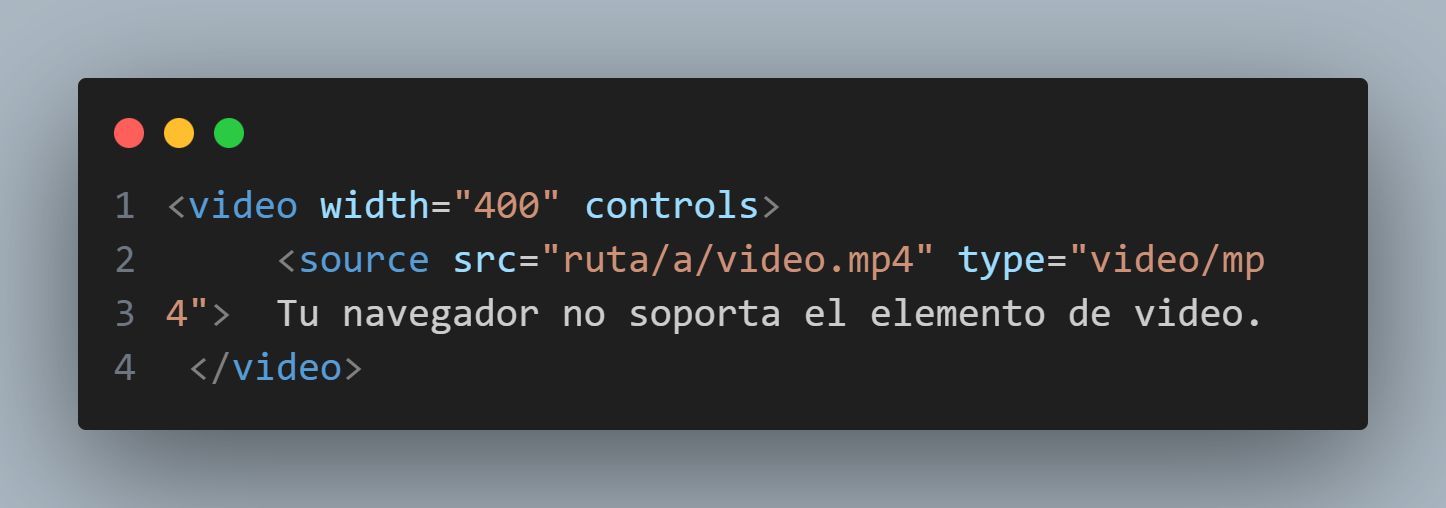 1 <video width="400" controls>
2      <source src="ruta/a/video.mp4" type="video/mp
3 4">  Tu navegador no soporta el elemento de video.
4  </video>